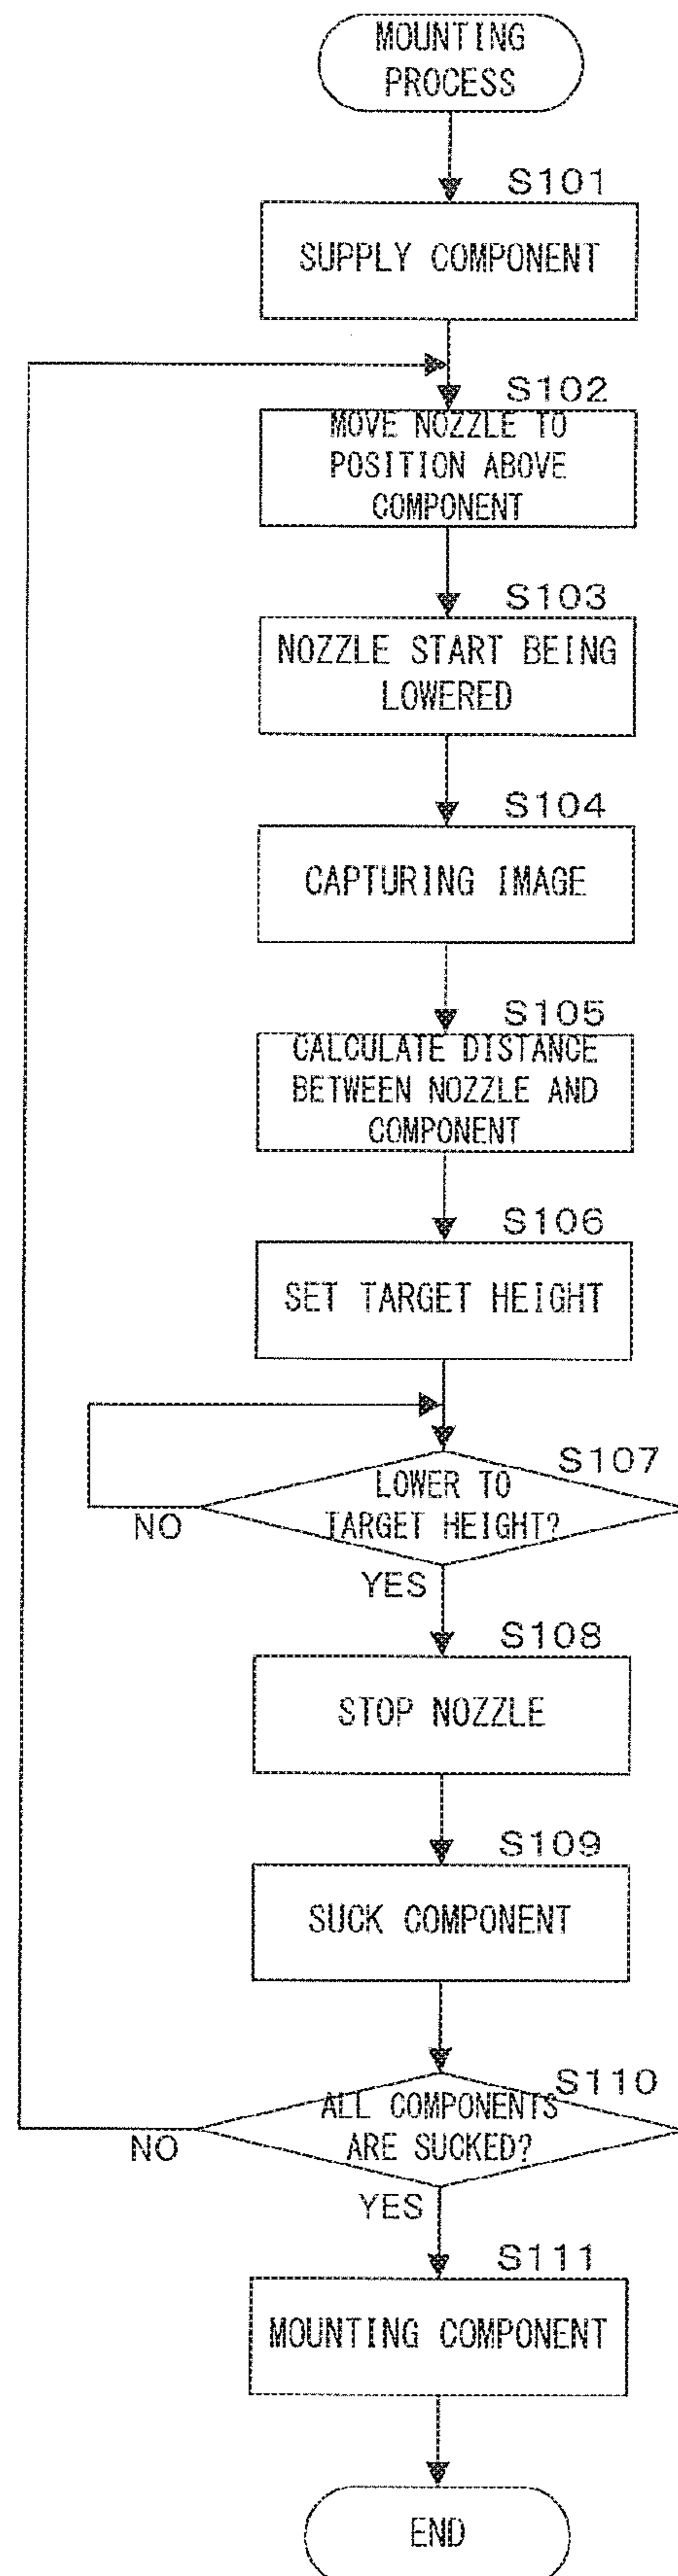 MOUNTING
PROCESS
S101
SUPPLY COMPONENT
S102
MOVE NOZZLE TO
POSITION ABOVE
COMPONENT
S103
NOZZLE START BEING
LOWERED
S104
CAPTURING IMAGE
S105
CALCULATE DISTANCE
BETWEEN NOZZLE AND
COMPONENT
S106
SET TARGET HEIGHT
S107
LOWER TO
TARGET HEIGHT?
NO
YES
S108
STOP NOZZLE
S109
SUCK COMPONENT
S110
ALL COMPONENTS
ARE SUCKED?
NO
YES
S111
MOUNTING COMPONENT
END